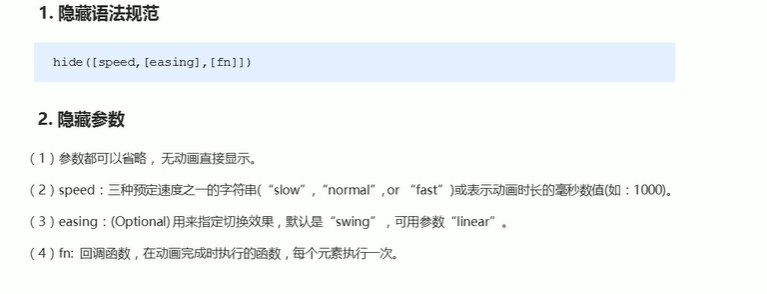 1. 隐藏语法规范
hide([speed,[easing],[fn]])
2. 隐藏参数
（1）参数都可以省略， 无动画直接显示。
（2）speed：三种预定速度之一的字符串(“slow”,“normal”, or “fast”)或表示动画时长的毫秒数值(如：1000)。
（3）easing：(Optional) 用来指定切换效果，默认是“swing”，可用参数“linear”。
（4）fn: 回调函数，在动画完成时执行的函数，每个元素执行一次。